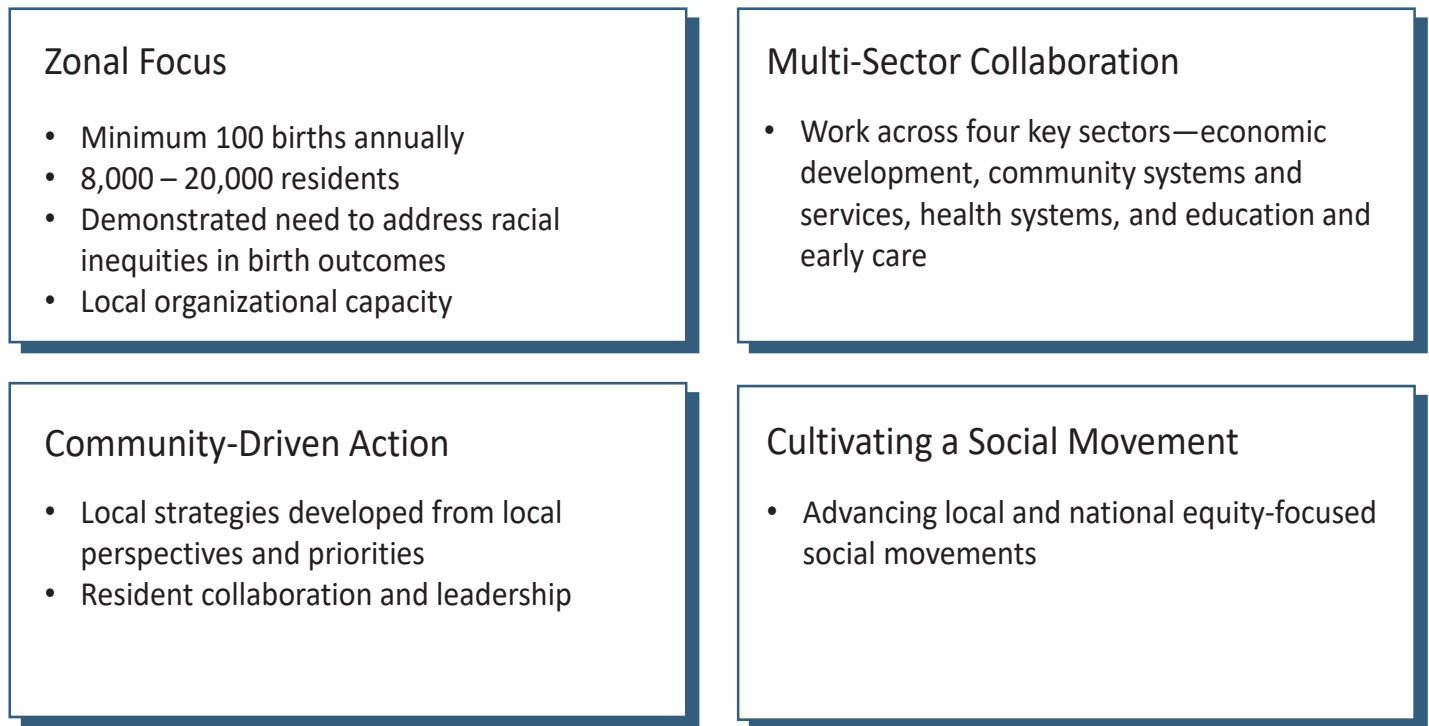 Zonal Focus
• Minimum 100 births annually
• 8,000 – 20,000 residents
• Demonstrated need to address racial
inequities in birth outcomes
• Local organizational capacity
Multi-Sector Collaboration
• Work across four key sectors—economic
development, community systems and
services, health systems, and education and
early care
Community-Driven Action
• Local strategies developed from local
perspectives and priorities
• Resident collaboration and leadership
Cultivating a Social Movement
• Advancing local and national equity-focused
social movements